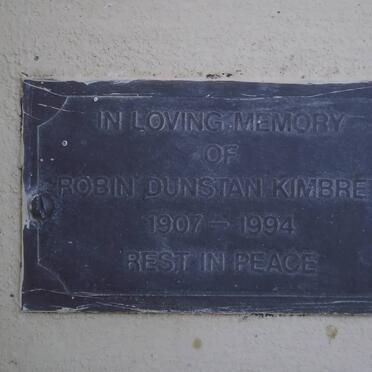 IN LOVING MEMORY
OF
ROBIN DUNSTAN KIMBRE
1907 - 1994
REST IN PEACE